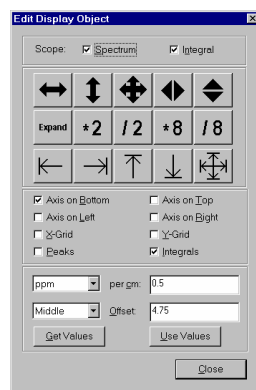 Edit Display Object
Scope: Spectrum Integral
Expand *2 /2 *8 /8
Axis on Bottom Axis on Top
Axis on Left Axis on Right
X-Grid Y-Grid
Peaks Integrals
ppm per cm: 0.5
Middle Offset: 4.75
Get Values Use Values
Close